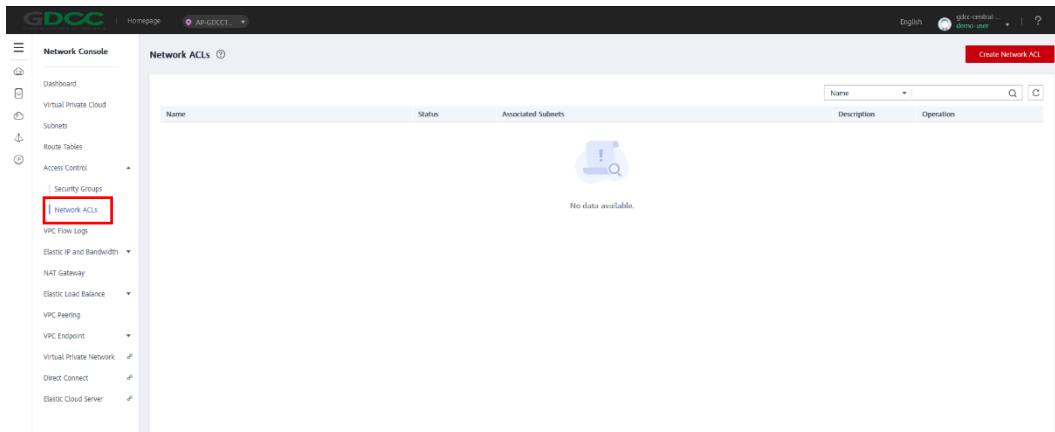 GDCC
Homepage
AP-GDCC1...
English
gdcc-central-...
demo-user
?
Network Console
Dashboard
Virtual Private Cloud
Subnets
Route Tables
Access Control
Security Groups
Network ACLs
VPC Flow Logs
Elastic IP and Bandwidth
NAT Gateway
Elastic Load Balance
VPC Peering
VPC Endpoint
Virtual Private Network
Direct Connect
Elastic Cloud Server
Network ACLs
Create Network ACL
Name
Name Status Associated Subnets Description Operation
No data available.